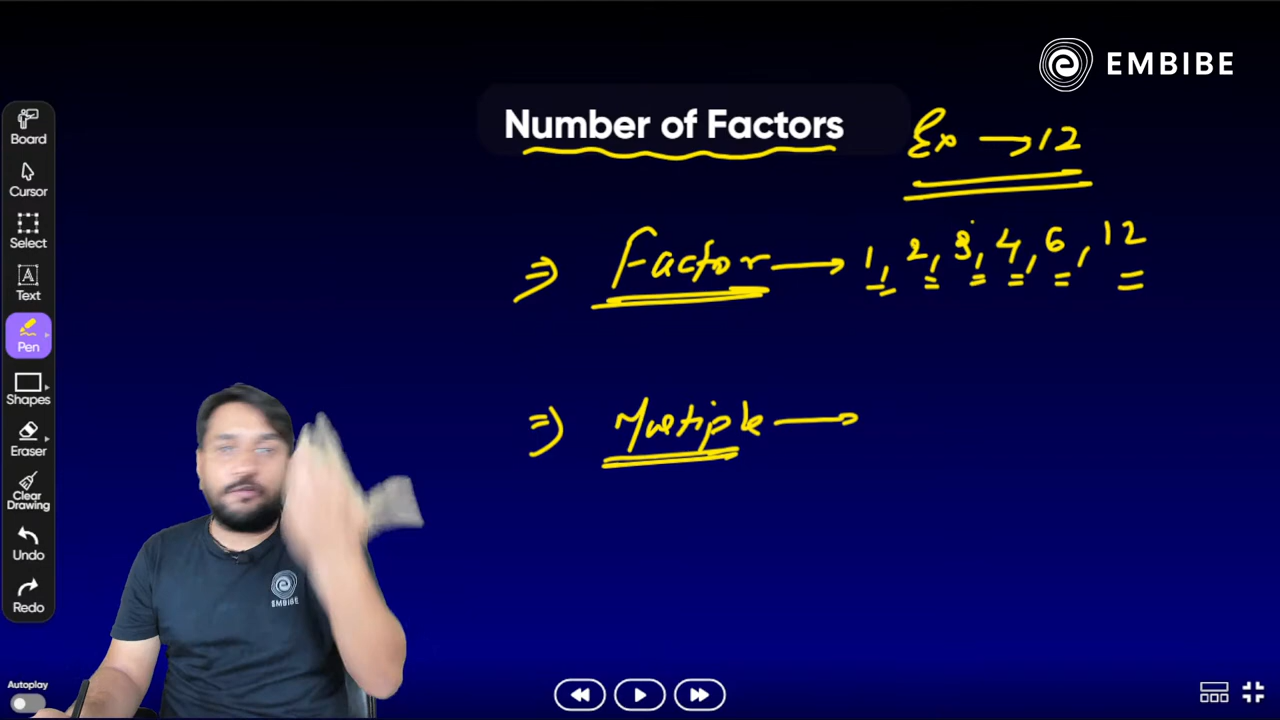 EMBIBE
Number of Factors
Ex → 12
⇒ Factor → 1, 2, 3, 4, 6, 12
⇒ Multiple →
Board
Cursor
Select
Text
Pen
Shapes
Eraser
Clear
Drawing
Undo
Redo
EMBIBE
Autoplay